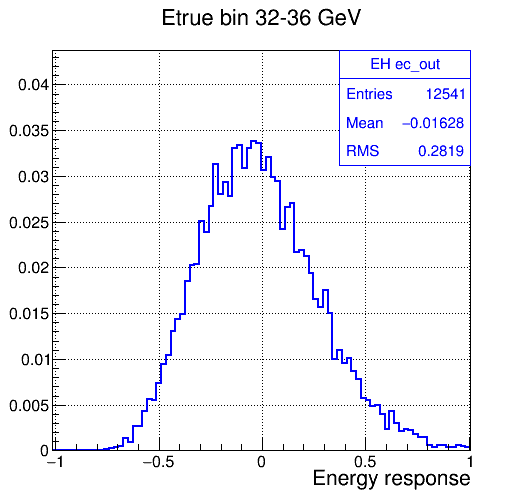 Etrue bin 32-36 GeV
EH ec_out
Entries 12541
Mean −0.01628
RMS 0.2819
0.04
0.035
0.03
0.025
0.02
0.015
0.01
0.005
0
−1 −0.5 0 0.5 1
Energy response